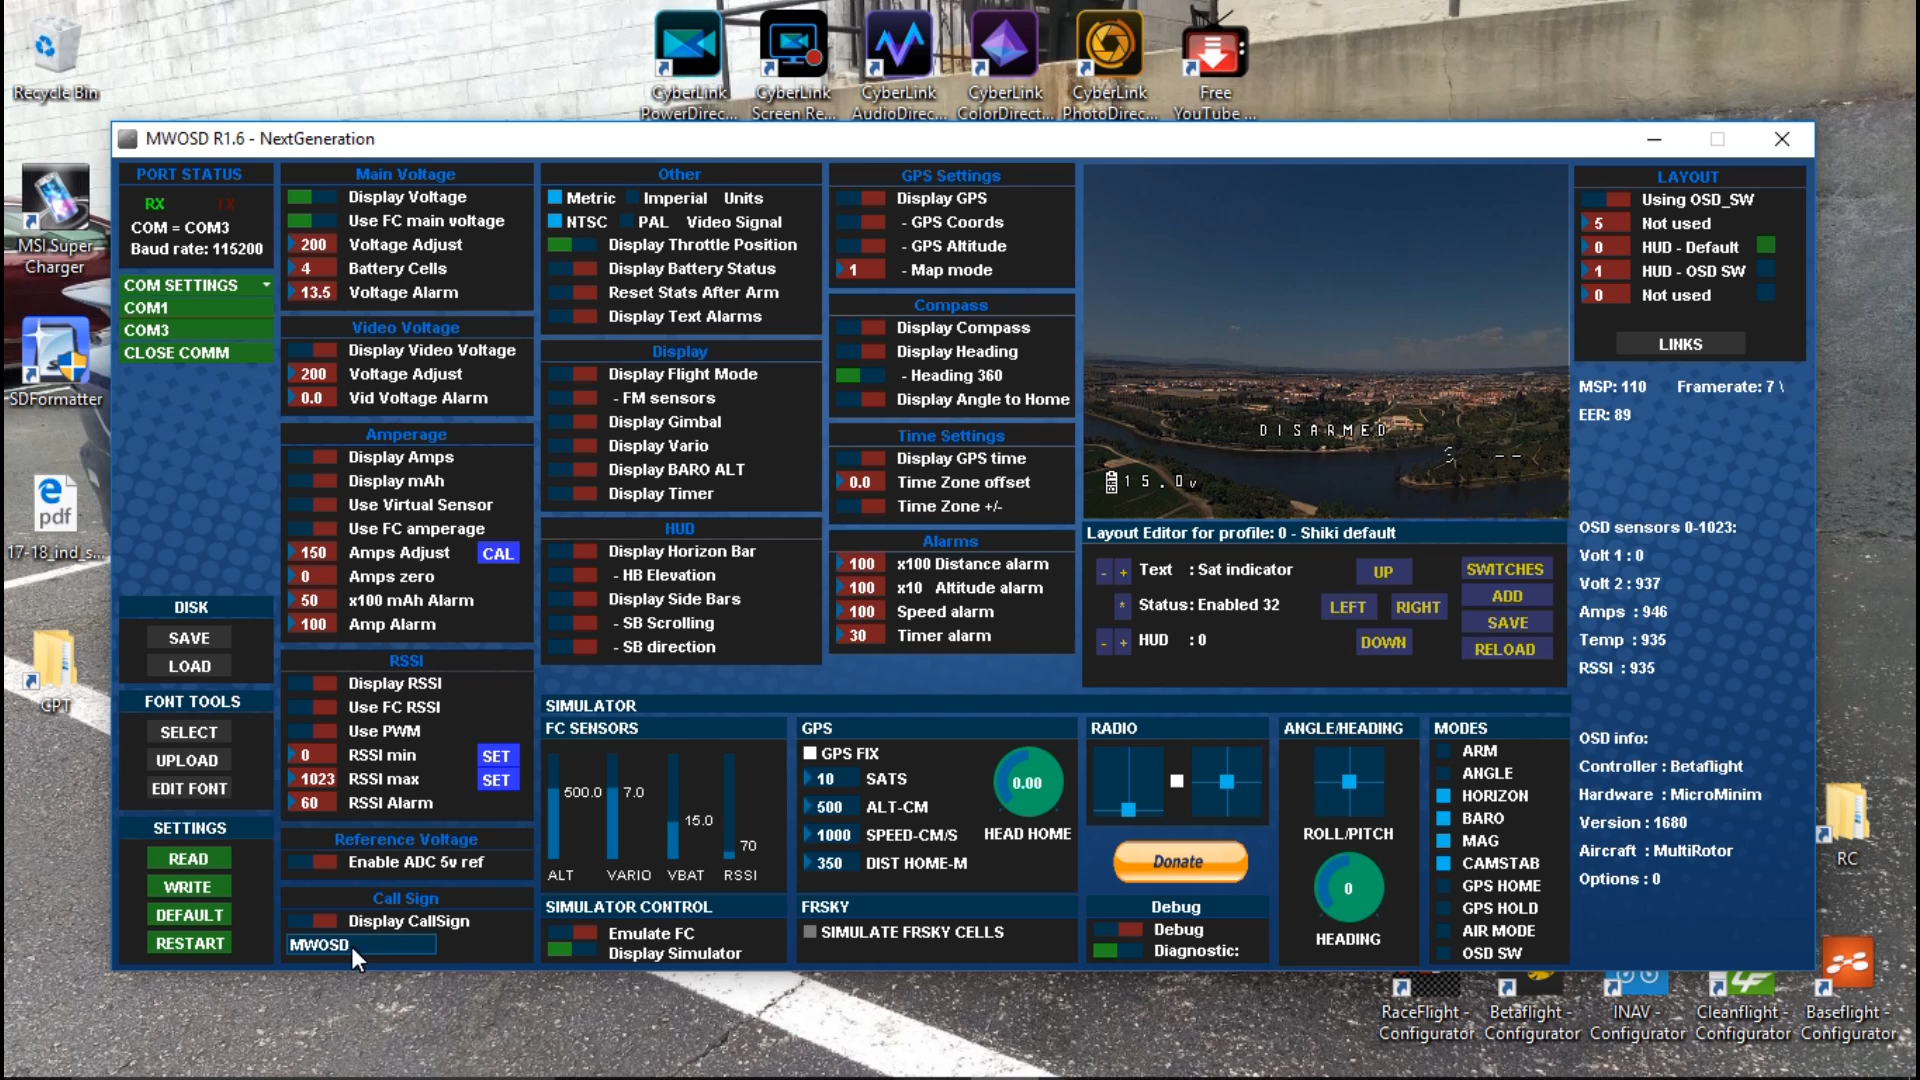 Recycle Bin
CyberLink PowerDirec...
CyberLink Screen Re...
CyberLink AudioDirec...
CyberLink ColorDirect...
CyberLink PhotoDirec...
Free YouTube ...
MSI Super Charger
SDFormatter
pdf
17-18_ind_s...
GPT
RC
MWOSD R1.6 - NextGeneration
PORT STATUS
RX TX
COM = COM3
Baud rate: 115200
COM SETTINGS
COM1
COM3
CLOSE COMM
DISK
SAVE
LOAD
FONT TOOLS
SELECT
UPLOAD
EDIT FONT
SETTINGS
READ
WRITE
DEFAULT
RESTART
Main Voltage
Display Voltage
Use FC main voltage
200 Voltage Adjust
4 Battery Cells
13.5 Voltage Alarm
Video Voltage
Display Video Voltage
200 Voltage Adjust
0.0 Vid Voltage Alarm
Amperage
Display Amps
Display mAh
Use Virtual Sensor
Use FC amperage
150 Amps Adjust CAL
0 Amps zero
50 x100 mAh Alarm
100 Amp Alarm
RSSI
Display RSSI
Use FC RSSI
Use PWM
0 RSSI min SET
1023 RSSI max SET
60 RSSI Alarm
Reference Voltage
Enable ADC 5v ref
Call Sign
Display CallSign
MWOSD
Other
Metric Imperial Units
NTSC PAL Video Signal
Display Throttle Position
Display Battery Status
Reset Stats After Arm
Display Text Alarms
Display
Display Flight Mode
- FM sensors
Display Gimbal
Display Vario
Display BARO ALT
Display Timer
HUD
Display Horizon Bar
- HB Elevation
Display Side Bars
- SB Scrolling
- SB direction
GPS Settings
Display GPS
- GPS Coords
- GPS Altitude
1 - Map mode
Compass
Display Compass
Display Heading
- Heading 360
Display Angle to Home
Time Settings
Display GPS time
0.0 Time Zone offset
Time Zone +/-
Alarms
100 x100 Distance alarm
100 x10 Altitude alarm
100 Speed alarm
30 Timer alarm
DISARMED
15.0v
Layout Editor for profile: 0 - Shiki default
- + Text : Sat indicator
* Status: Enabled 32
- + HUD : 0
UP
LEFT RIGHT
DOWN
SWITCHES
ADD
SAVE
RELOAD
LAYOUT
Using OSD_SW
5 Not used
0 HUD - Default
1 HUD - OSD SW
0 Not used
LINKS
MSP: 110 Framerate: 7 \
EER: 89
OSD sensors 0-1023:
Volt 1 : 0
Volt 2 : 937
Amps : 946
Temp : 935
RSSI : 935
OSD info:
Controller : Betaflight
Hardware : MicroMinim
Version : 1680
Aircraft : MultiRotor
Options : 0
SIMULATOR
FC SENSORS
500.0 7.0 15.0 70
ALT VARIO VBAT RSSI
SIMULATOR CONTROL
Emulate FC
Display Simulator
GPS
GPS FIX
10 SATS
500 ALT-CM
1000 SPEED-CM/S
350 DIST HOME-M
0.00
HEAD HOME
FRSKY
SIMULATE FRSKY CELLS
RADIO
Donate
Debug
Debug
Diagnostic:
ANGLE/HEADING
ROLL/PITCH
0
HEADING
MODES
ARM
ANGLE
HORIZON
BARO
MAG
CAMSTAB
GPS HOME
GPS HOLD
AIR MODE
OSD SW
RaceFlight - Configurator
Betaflight - Configurator
INAV - Configurator
Cleanflight - Configurator
Baseflight - Configurator